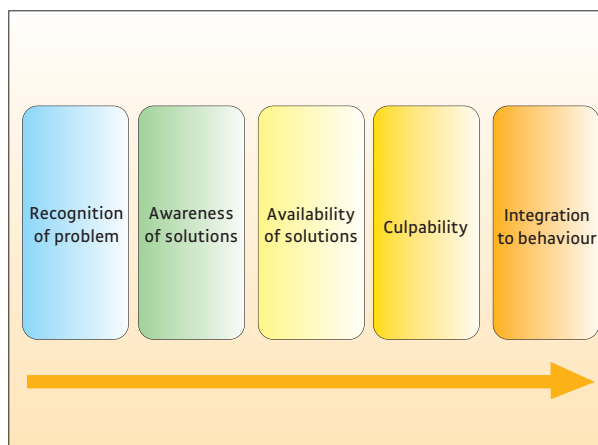 Recognition
of problem
Awareness
of solutions
Availability
of solutions
Culpability
Integration
to behaviour